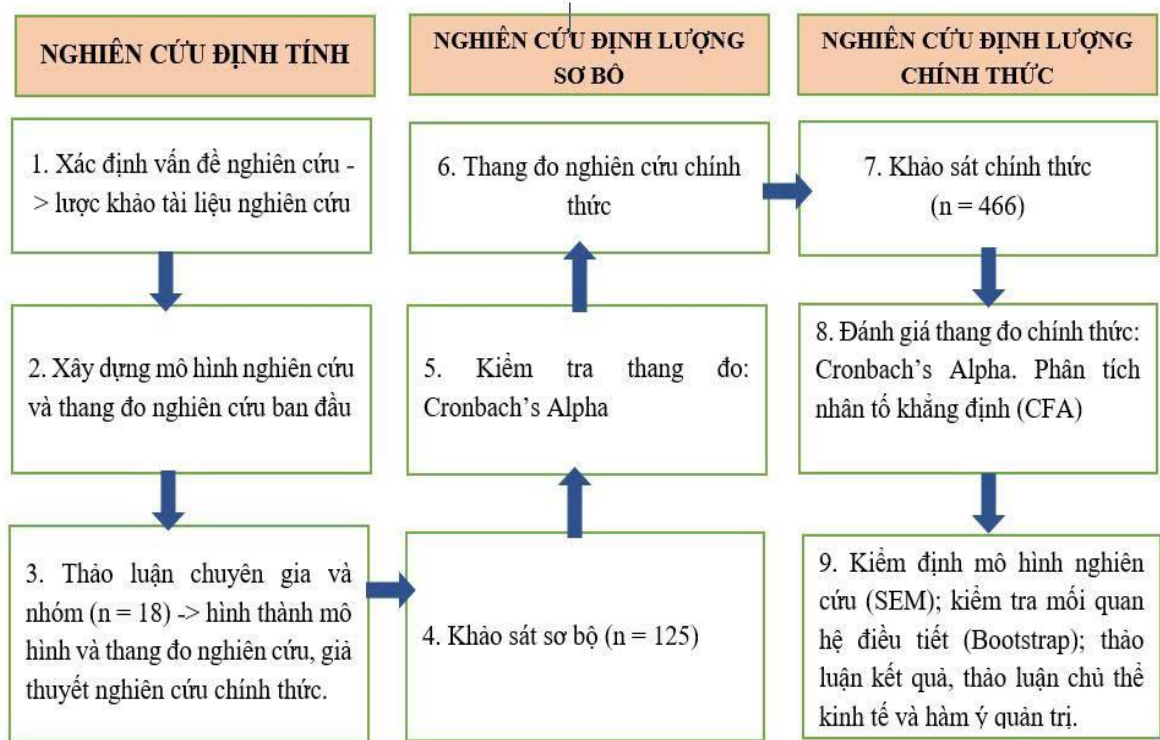 NGHIÊN CỨU ĐỊNH TÍNH
1. Xác định vấn đề nghiên cứu -
> lược khảo tài liệu nghiên cứu
2. Xây dựng mô hình nghiên cứu
và thang đo nghiên cứu ban đầu
3. Thảo luận chuyên gia và
nhóm (n = 18) -> hình thành mô
hình và thang đo nghiên cứu, giả
thuyết nghiên cứu chính thức.
NGHIÊN CỨU ĐỊNH LƯỢNG
SƠ BÔ
4. Khảo sát sơ bộ (n = 125)
5. Kiểm tra thang đo:
Cronbach’s Alpha
6. Thang đo nghiên cứu chính
thức
NGHIÊN CỨU ĐỊNH LƯỢNG
CHÍNH THỨC
7. Khảo sát chính thức
(n = 466)
8. Đánh giá thang đo chính thức:
Cronbach’s Alpha. Phân tích
nhân tố khẳng định (CFA)
9. Kiểm định mô hình nghiên
cứu (SEM); kiểm tra mối quan
hệ điều tiết (Bootstrap); thảo
luận kết quả, thảo luận chủ thể
kinh tế và hàm ý quản trị.